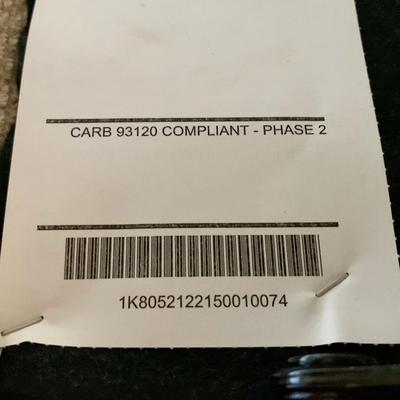 CARB 93120 COMPLIANT - PHASE 2
1K8052122150010074